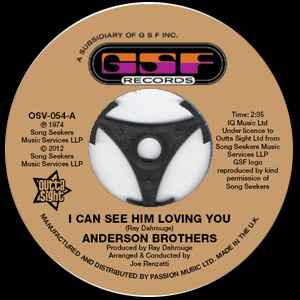 A SUBSIDIARY OF G S F INC.
GSF
RECORDS
OSV-054-A
℗ 1974
Song Seekers
Music Services LLP
© 2012
Song Seekers
Music Services LLP
Time: 2:35
IQ Music Ltd
Under licence to
Outta Sight Ltd from
Song Seekers Music
Services LLP
GSF logo
reproduced by kind
permission of
Song Seekers
outta
sight
I CAN SEE HIM LOVING YOU
(Ray Dahrouge)
ANDERSON BROTHERS
Produced by Ray Dahrouge
Arranged & Conducted by
Joe Renzetti
MANUFACTURED AND DISTRIBUTED BY PASSION MUSIC LTD. MADE IN THE U.K.